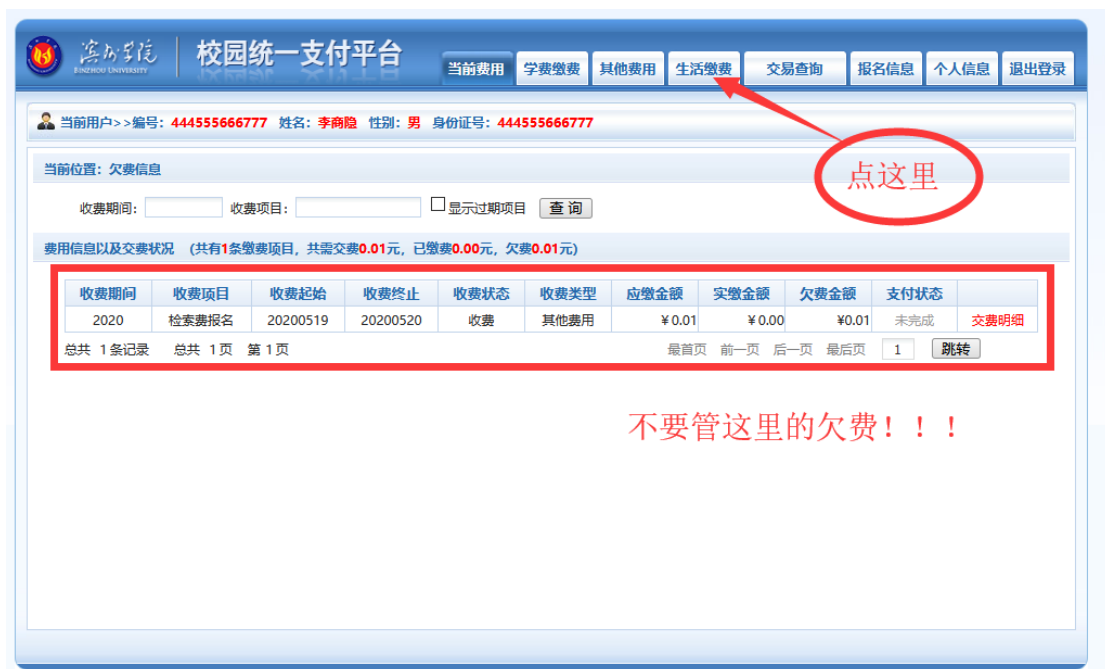 滨州学院
BINZHOU UNIVERSITY
校园统一支付平台
当前费用 学费缴费 其他费用 生活缴费 交易查询 报名信息 个人信息 退出登录
当前用户>>编号：444555666777 姓名：李商隐 性别：男 身份证号：444555666777
当前位置：欠费信息
点这里
收费期间： 收费项目： 显示过期项目 查 询
费用信息以及交费状况 （共有1条缴费项目，共需交费0.01元，已缴费0.00元，欠费0.01元）
收费期间 收费项目 收费起始 收费终止 收费状态 收费类型 应缴金额 实缴金额 欠费金额 支付状态
2020 检索费报名 20200519 20200520 收费 其他费用 ￥0.01 ￥0.00 ¥0.01 未完成 交费明细
总共 1 条记录 总共 1 页 第 1 页 最首页 前一页 后一页 最后页 1 跳转
不要管这里的欠费！！！